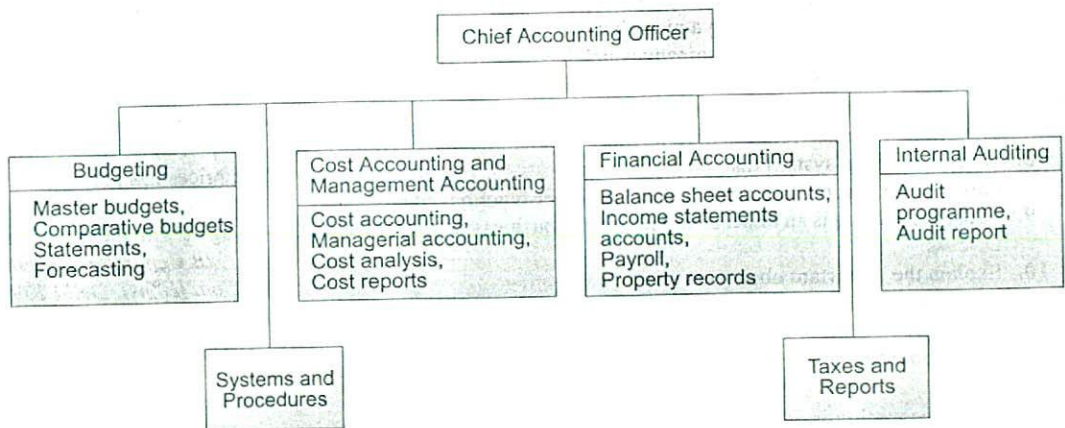 Chief Accounting Officer
Budgeting
Master budgets,
Comparative budgets
Statements,
Forecasting
Cost Accounting and
Management Accounting
Cost accounting,
Managerial accounting,
Cost analysis,
Cost reports
Financial Accounting
Balance sheet accounts,
Income statements
accounts,
Payroll,
Property records
Internal Auditing
Audit
programme,
Audit report
Systems and
Procedures
Taxes and
Reports